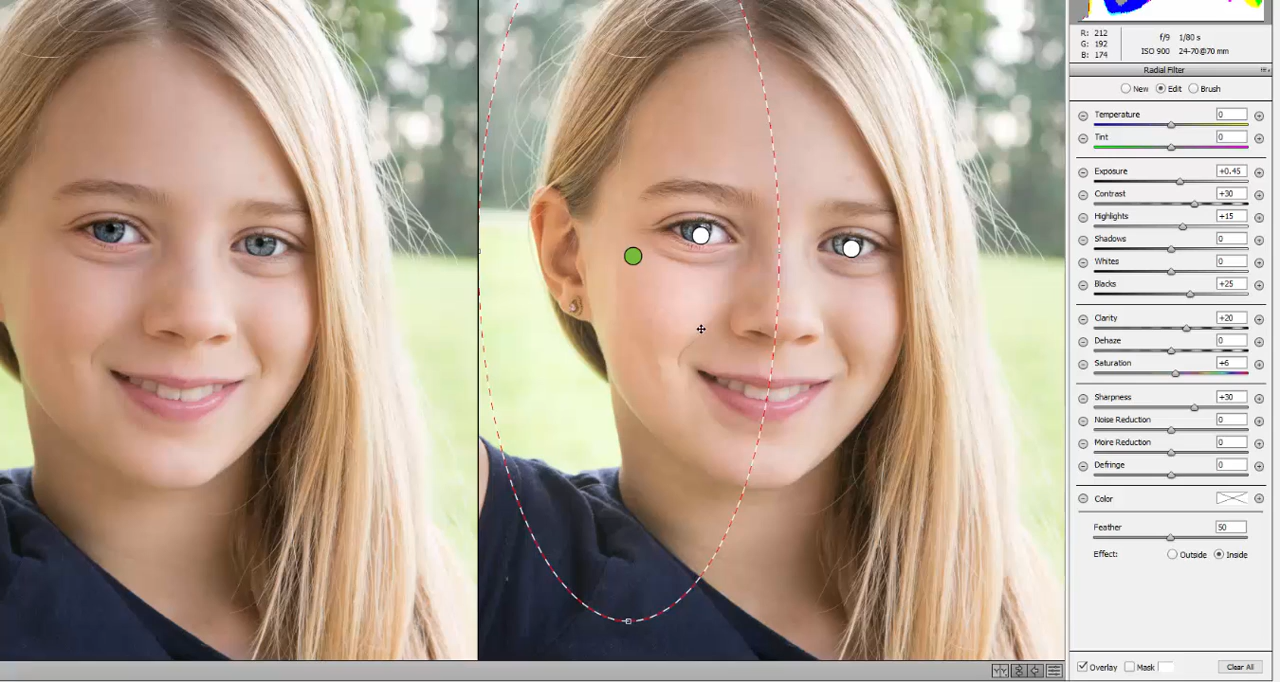 R: 212
G: 192
B: 174
f/9 1/80 s
ISO 900 24-70@70 mm
Radial Filter
New Edit Brush
Temperature 0
Tint 0
Exposure +0.45
Contrast +30
Highlights +15
Shadows 0
Whites 0
Blacks +25
Clarity +20
Dehaze 0
Saturation +6
Sharpness +30
Noise Reduction 0
Moire Reduction 0
Defringe 0
Color
Feather 50
Effect: Outside Inside
Overlay Mask Clear All